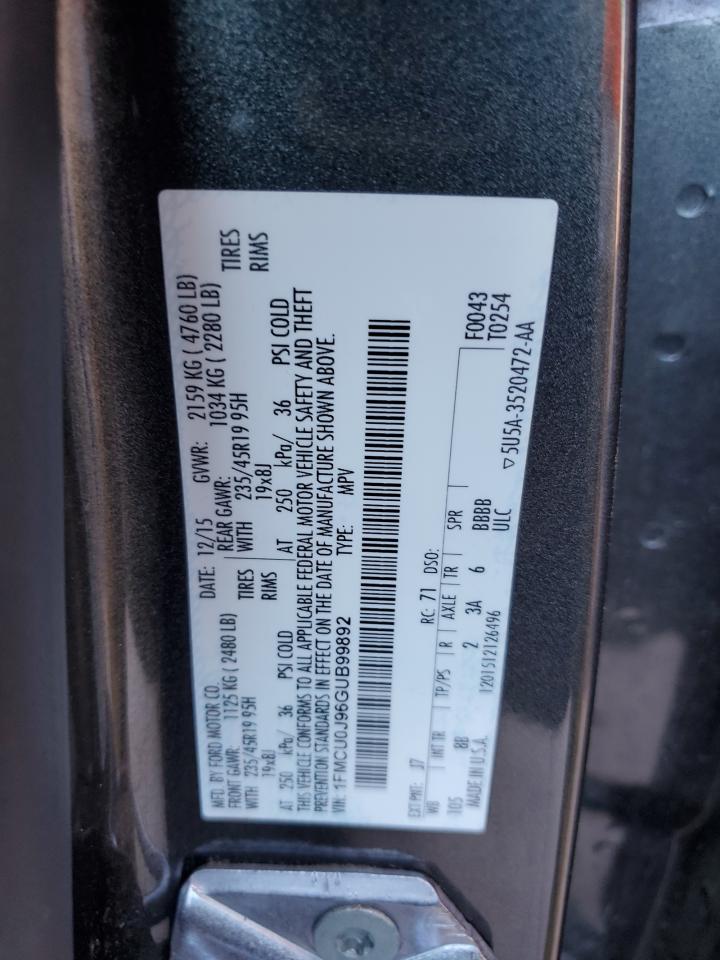 MFD. BY FORD MOTOR CO. DATE: 12/15 GVWR: 2159 KG ( 4760 LB)
FRONT GAWR: 1125 KG ( 2480 LB) REAR GAWR: 1034 KG ( 2280 LB)
WITH 235/45R19 95H TIRES WITH 235/45R19 95H TIRES
19x8J RIMS 19x8J RIMS
AT 250 kPa/ 36 PSI COLD AT 250 kPa/ 36 PSI COLD
THIS VEHICLE CONFORMS TO ALL APPLICABLE FEDERAL MOTOR VEHICLE SAFETY AND THEFT
PREVENTION STANDARDS IN EFFECT ON THE DATE OF MANUFACTURE SHOWN ABOVE.
VIN: 1FMCU0J96GUB99892 TYPE: MPV
EXT PNT: J7 RC: 71 DSO: F0043
WB INT TR TP/PS R AXLE TR SPR T0254
105 8B 2 3A 6 BBBB
MADE IN U.S.A. 1201512126496 ULC ▽5U5A-3520472-AA